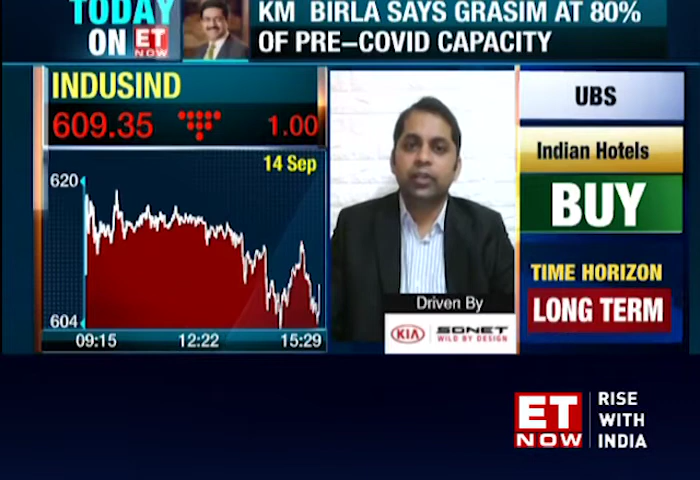 TODAY
ON ET
NOW
KM BIRLA SAYS GRASIM AT 80%
OF PRE-COVID CAPACITY
INDUSIND
609.35 1.00
14 Sep
620
604
09:15 12:22 15:29
Driven By
KIA SONET
WILD BY DESIGN
UBS
Indian Hotels
BUY
TIME HORIZON
LONG TERM
ET
NOW
RISE
WITH
INDIA